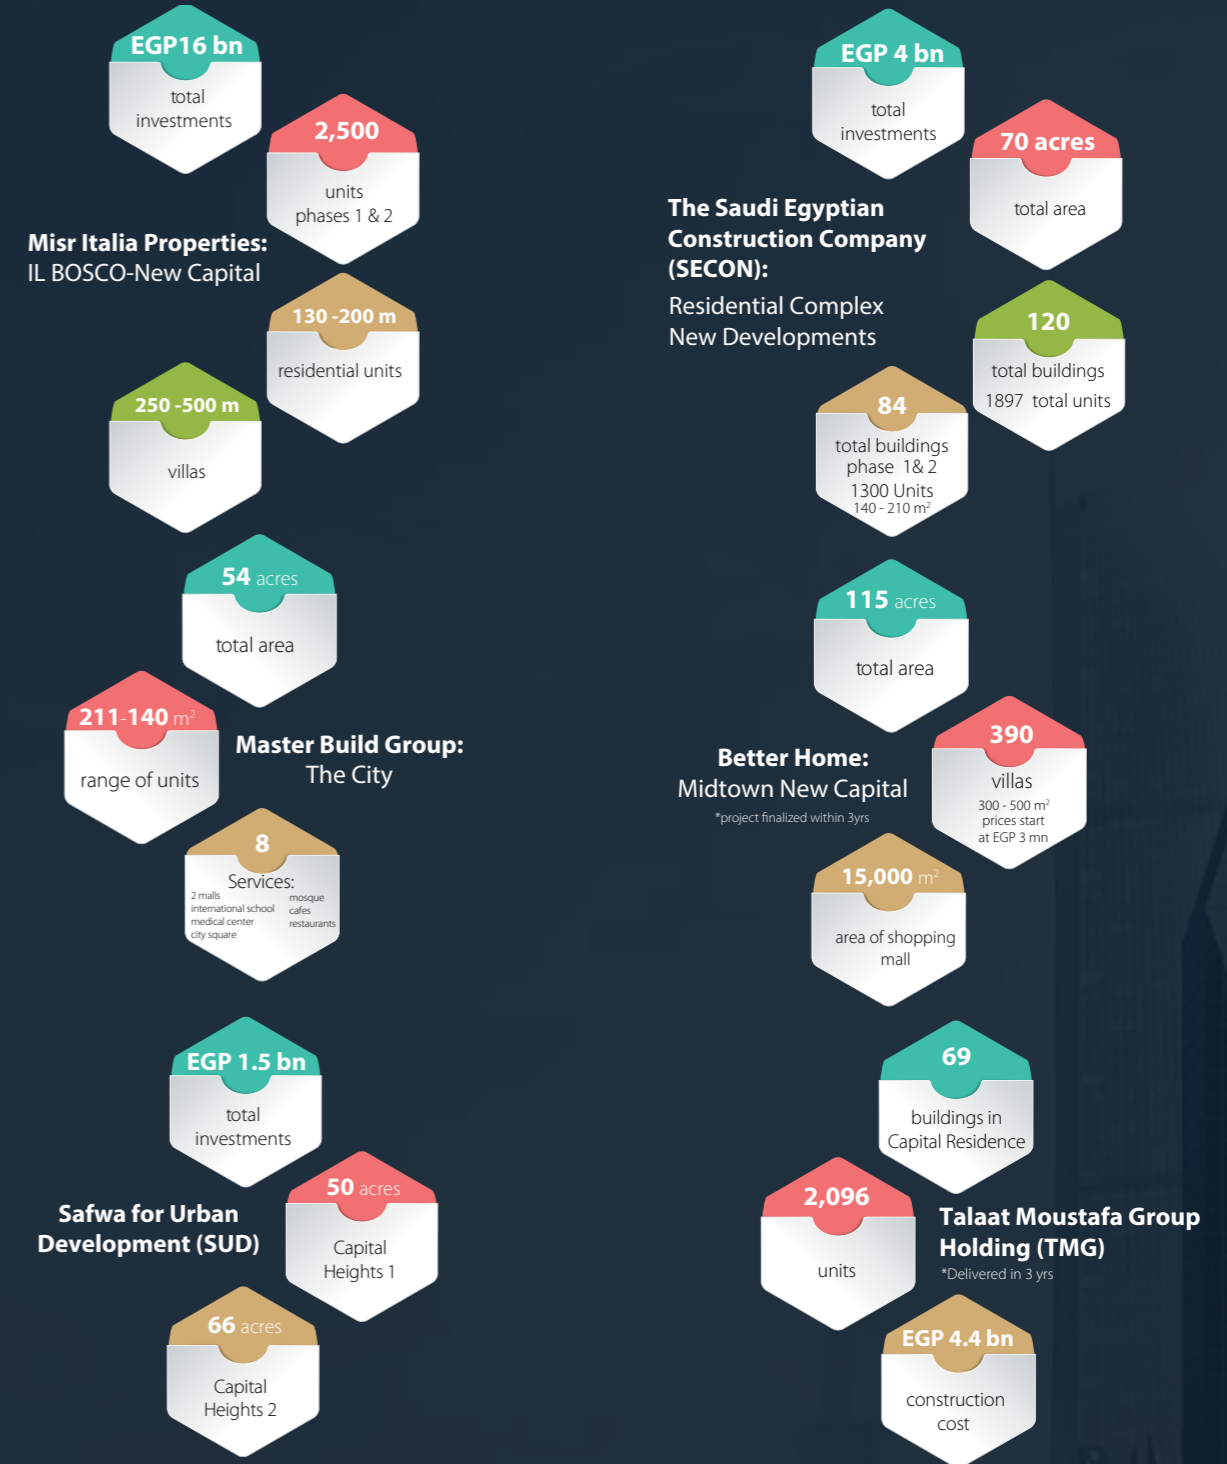 EGP16 bn
total
investments
2,500
units
phases 1 & 2
Misr Italia Properties:
IL BOSCO-New Capital
130 -200 m
residential units
250 -500 m
villas
EGP 4 bn
total
investments
70 acres
total area
The Saudi Egyptian
Construction Company
(SECON):
Residential Complex
New Developments
120
total buildings
1897 total units
84
total buildings
phase 1& 2
1300 Units
140 - 210 m²
54 acres
total area
211-140 m²
range of units
Master Build Group:
The City
8
Services:
2 malls
international school
medical center
city square
mosque
cafes
restaurants
115 acres
total area
Better Home:
Midtown New Capital
*project finalized within 3yrs
390
villas
300 - 500 m²
prices start
at EGP 3 mn
15,000 m²
area of shopping
mall
EGP 1.5 bn
total
investments
50 acres
Capital
Heights 1
Safwa for Urban
Development (SUD)
66 acres
Capital
Heights 2
69
buildings in
Capital Residence
2,096
units
Talaat Moustafa Group
Holding (TMG)
*Delivered in 3 yrs
EGP 4.4 bn
construction
cost